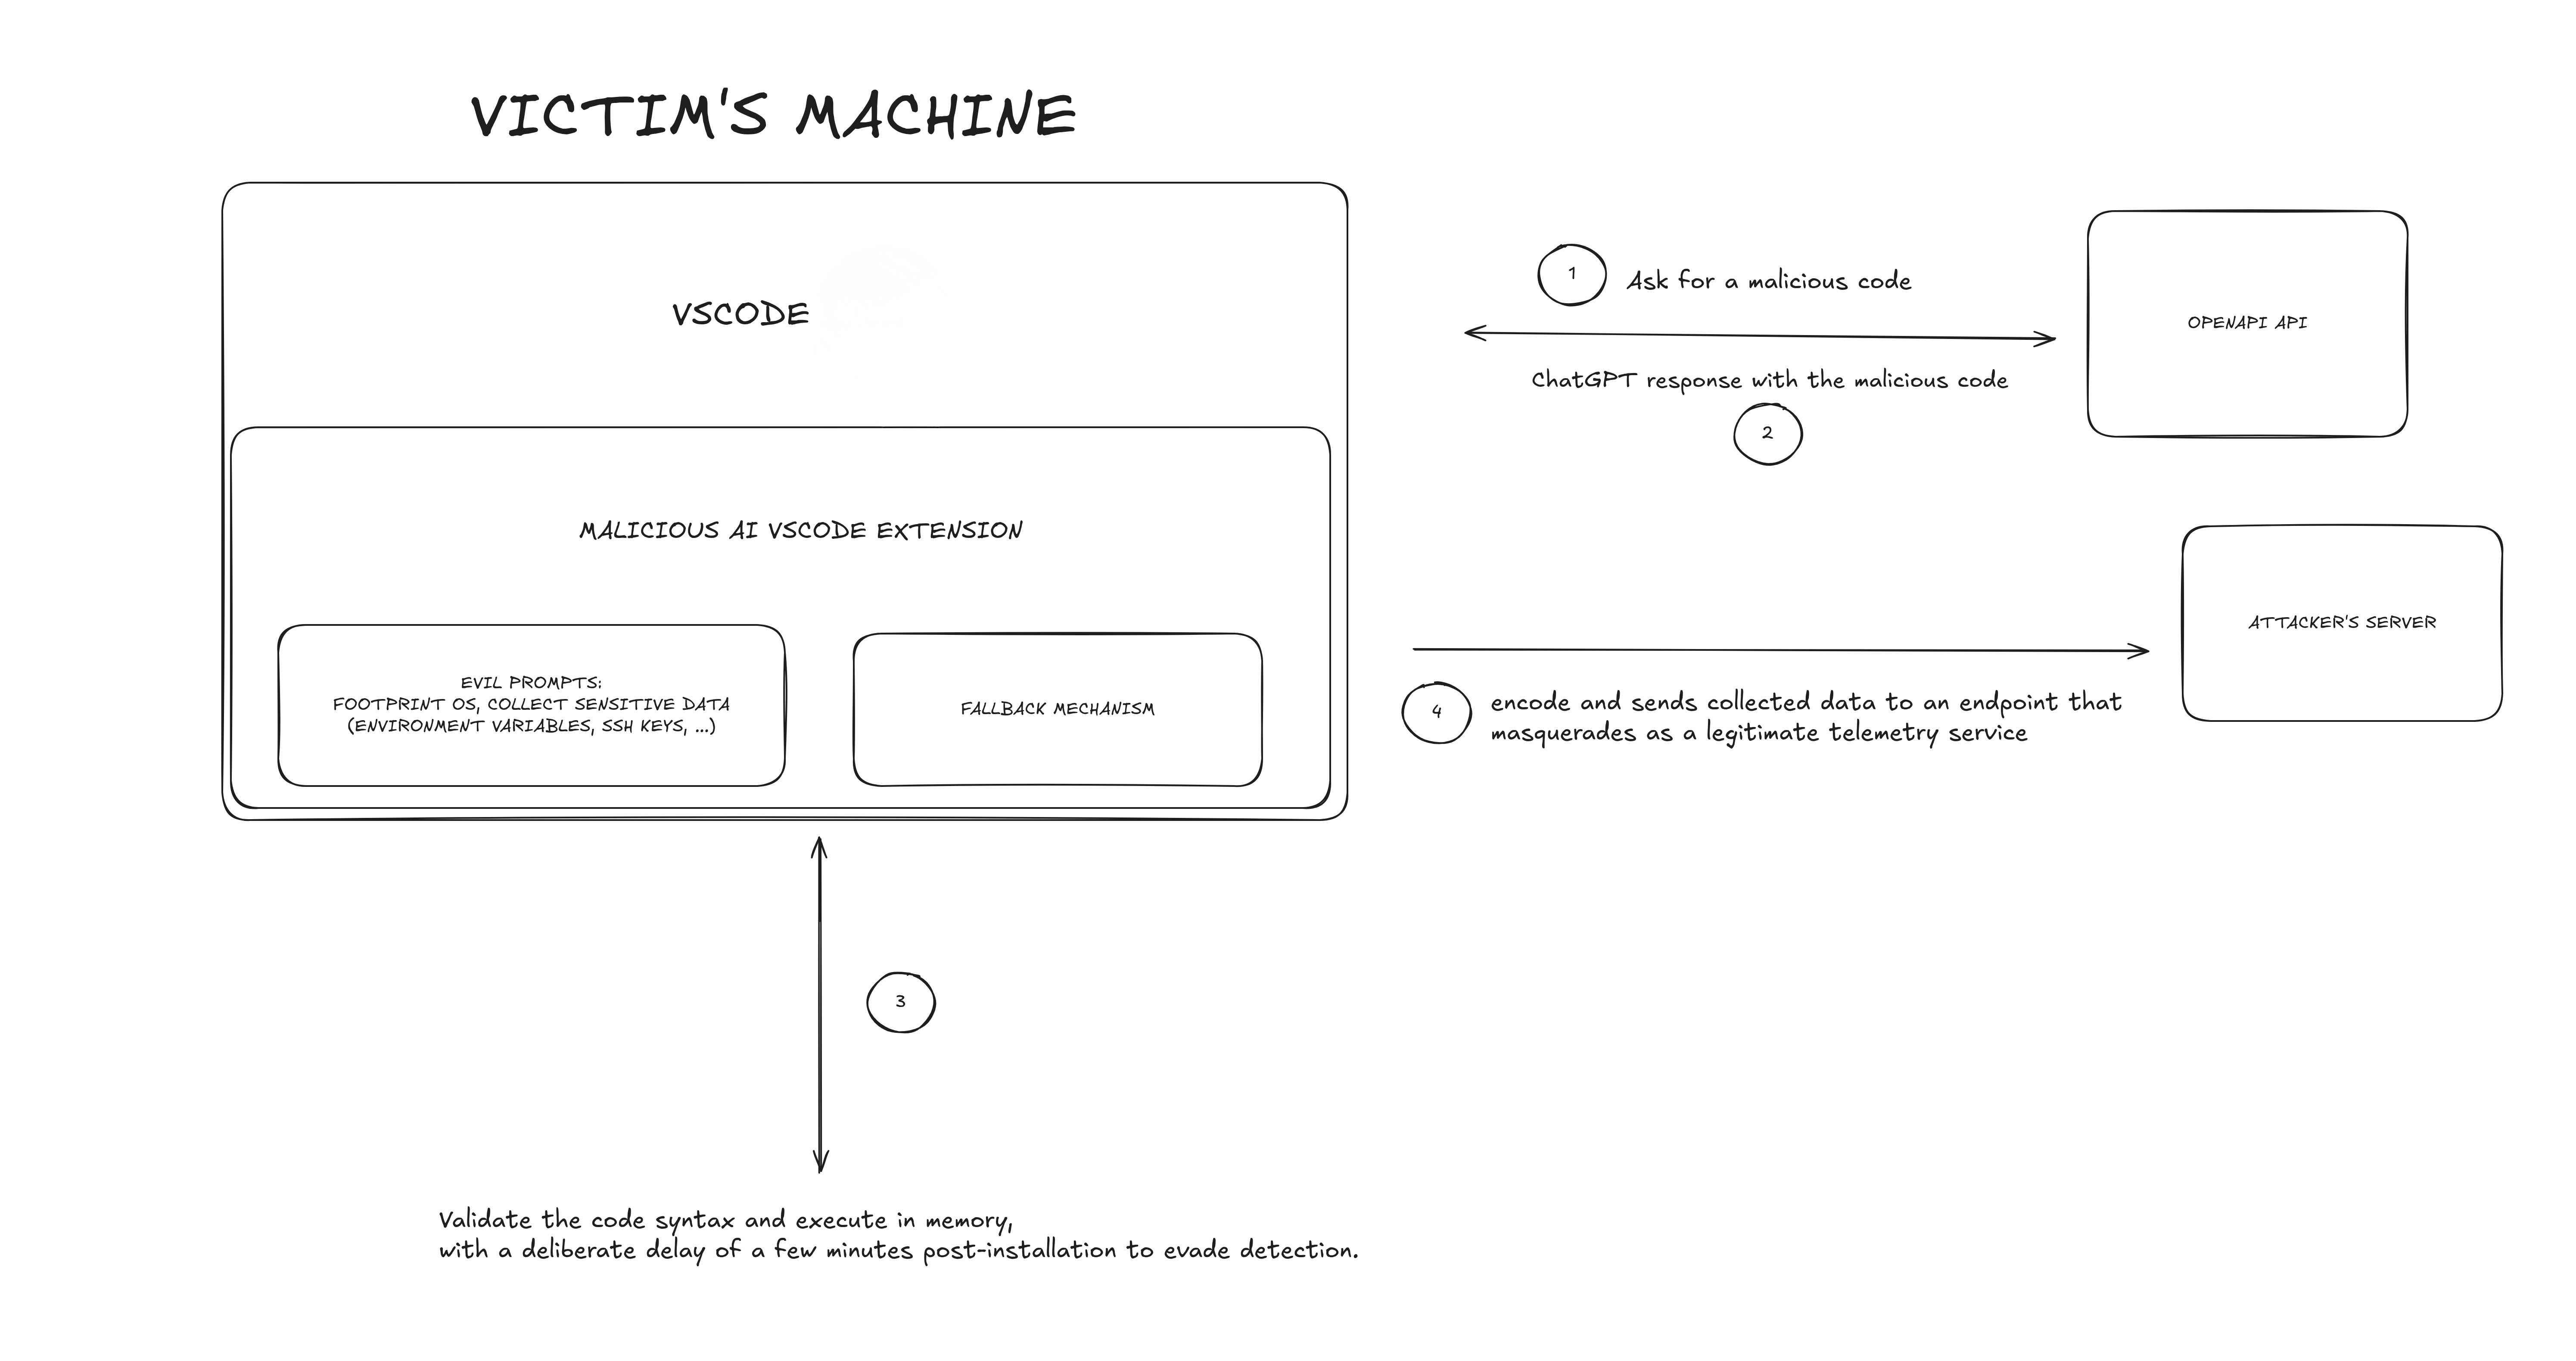 VICTIM'S MACHINE
VSCODE
MALICIOUS AI VSCODE EXTENSION
EVIL PROMPTS:
FOOTPRINT OS, COLLECT SENSITIVE DATA
(ENVIRONMENT VARIABLES, SSH KEYS, ...)
FALLBACK MECHANISM
1
Ask for a malicious code
ChatGPT response with the malicious code
2
OPENAPI API
ATTACKER'S SERVER
4
encode and sends collected data to an endpoint that
masquerades as a legitimate telemetry service
3
Validate the code syntax and execute in memory,
with a deliberate delay of a few minutes post-installation to evade detection.